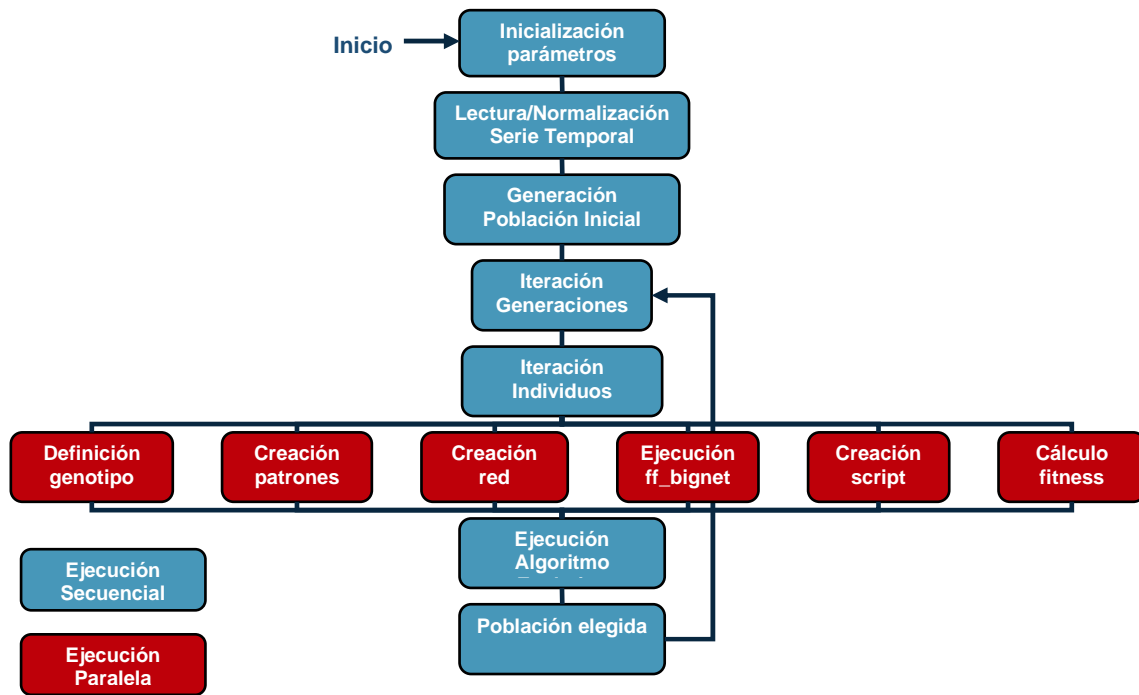 Inicio
Inicialización
parámetros
Lectura/Normalización
Serie Temporal
Generación
Población Inicial
Iteración
Generaciones
Iteración
Individuos
Definición
genotipo
Creación
patrones
Creación
red
Ejecución
ff_bignet
Creación
script
Cálculo
fitness
Ejecución
Algoritmo
Población elegida
Ejecución
Secuencial
Ejecución
Paralela